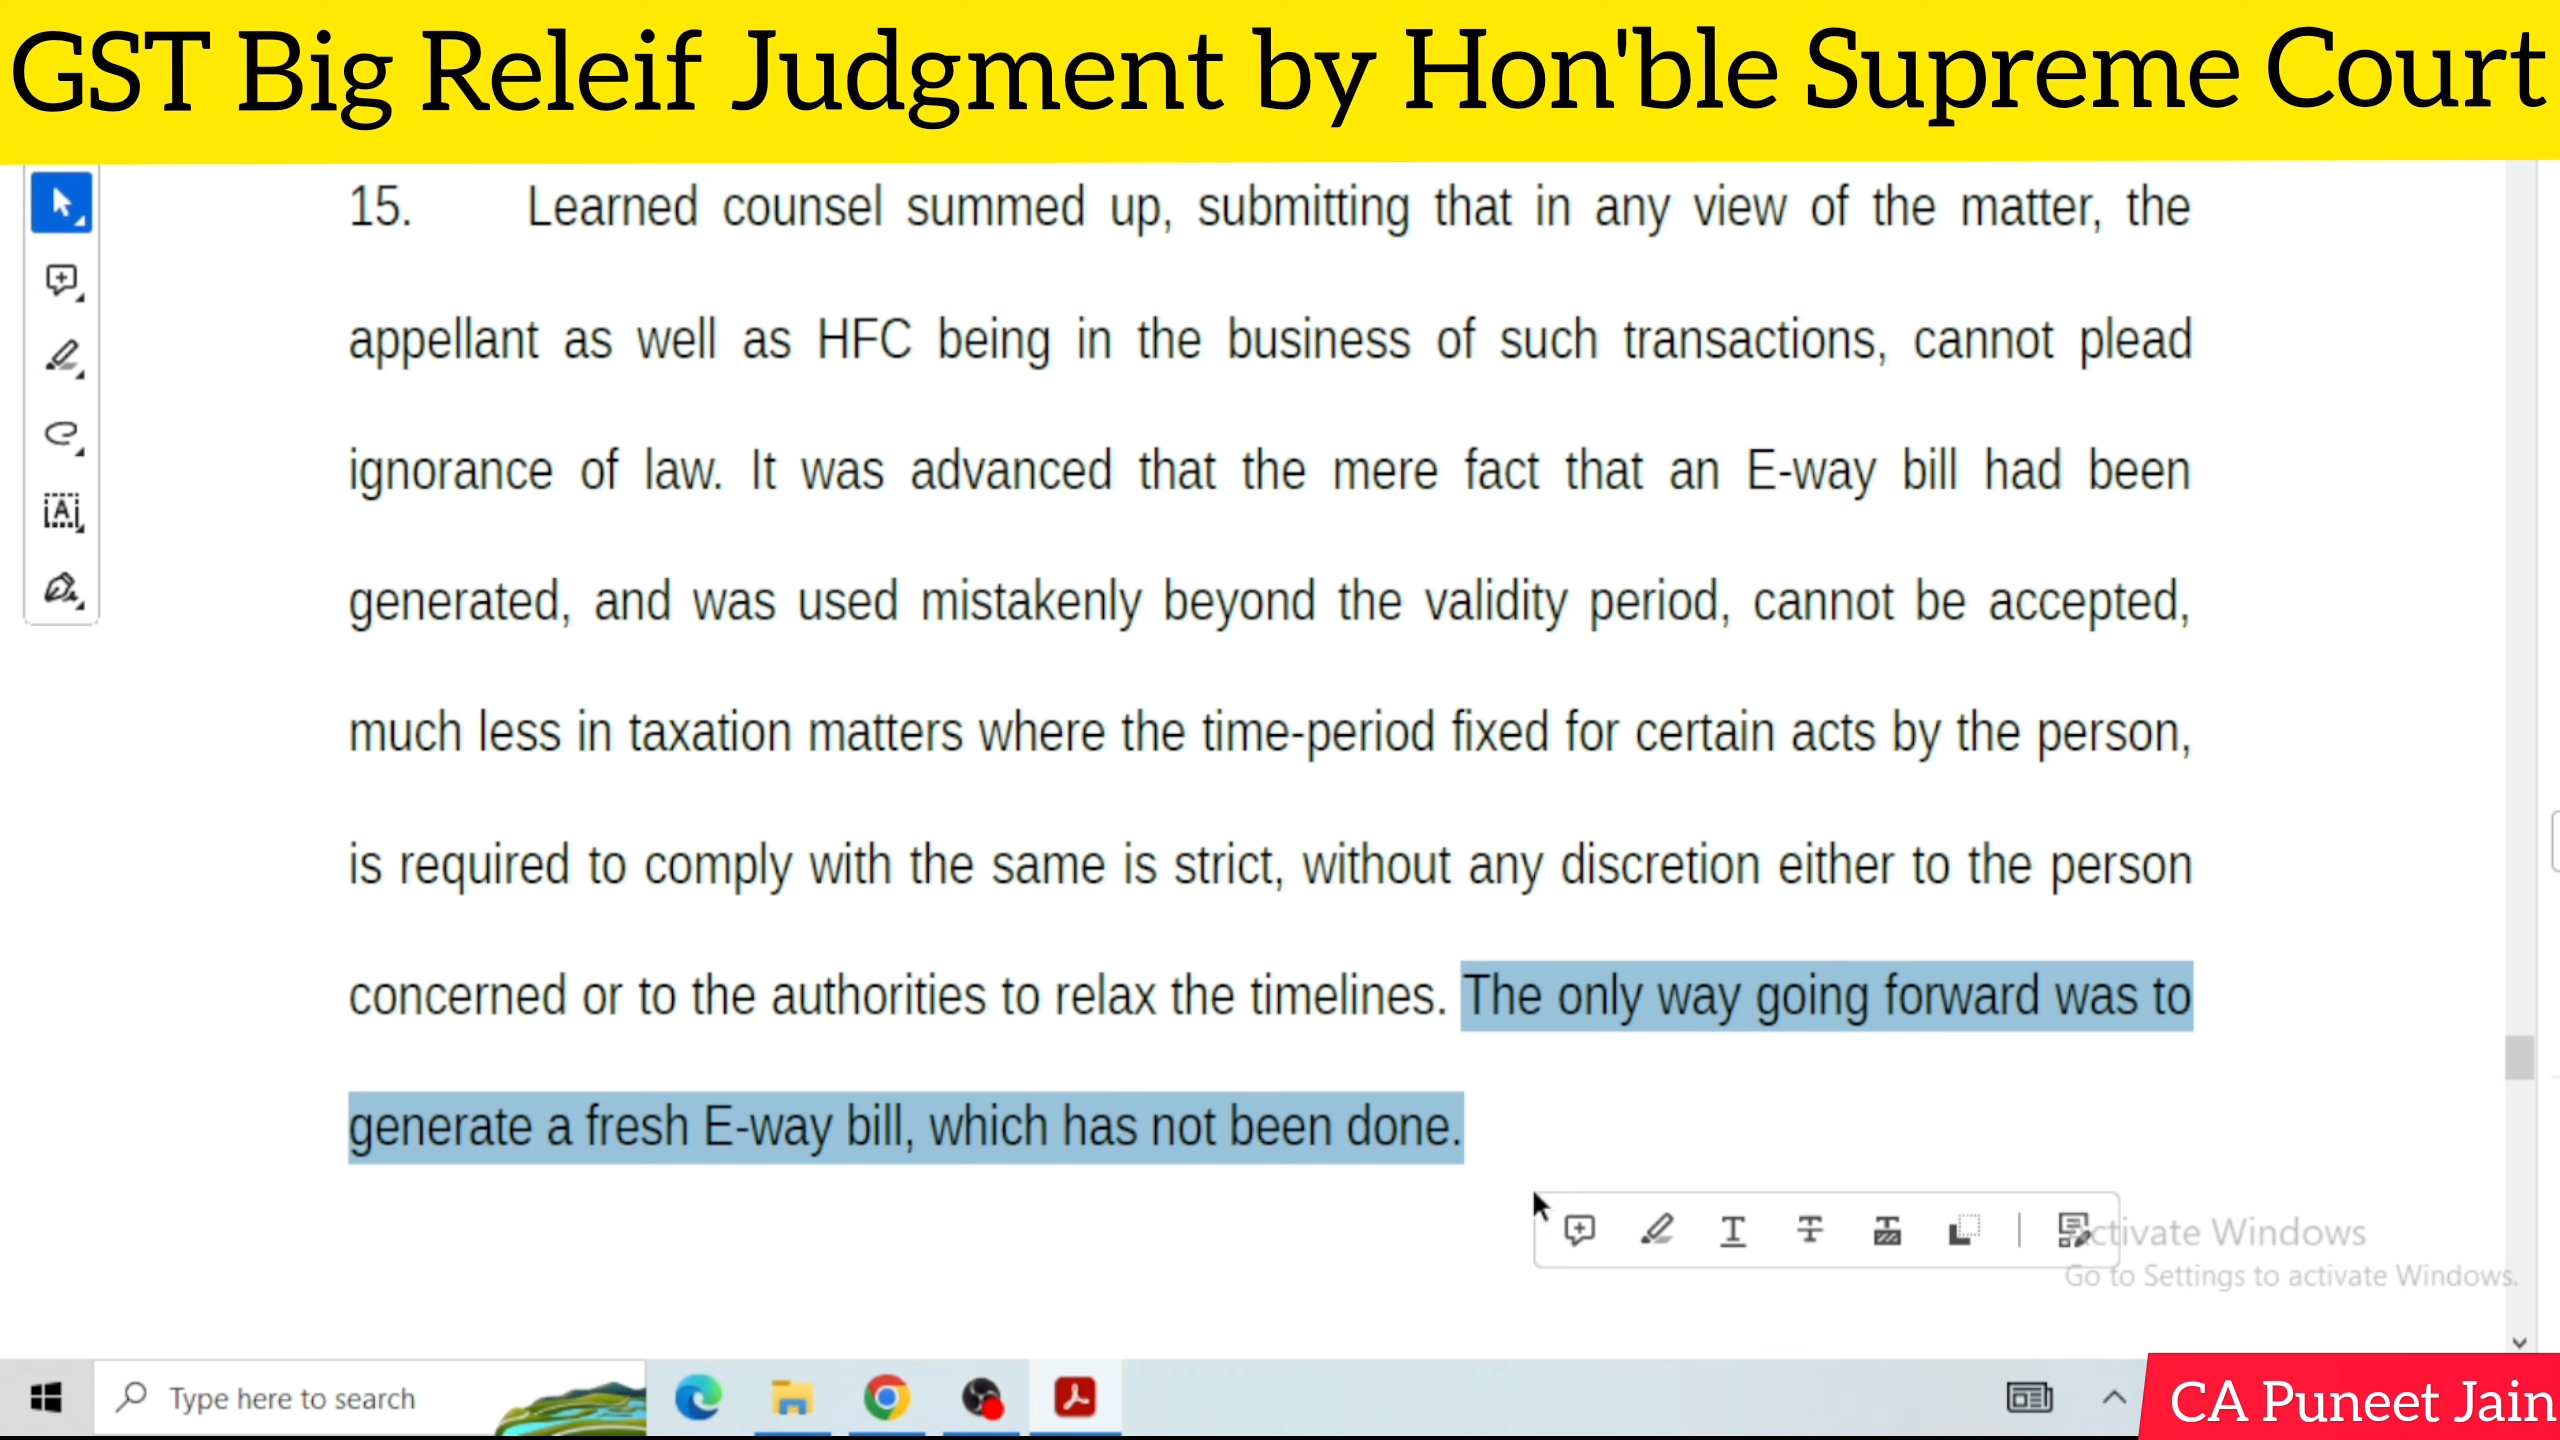 GST Big Releif Judgment by Hon'ble Supreme Court
15. Learned counsel summed up, submitting that in any view of the matter, the
appellant as well as HFC being in the business of such transactions, cannot plead
ignorance of law. It was advanced that the mere fact that an E-way bill had been
generated, and was used mistakenly beyond the validity period, cannot be accepted,
much less in taxation matters where the time-period fixed for certain acts by the person,
is required to comply with the same is strict, without any discretion either to the person
concerned or to the authorities to relax the timelines. The only way going forward was to
generate a fresh E-way bill, which has not been done.
Activate Windows
Go to Settings to activate Windows.
Type here to search
CA Puneet Jain